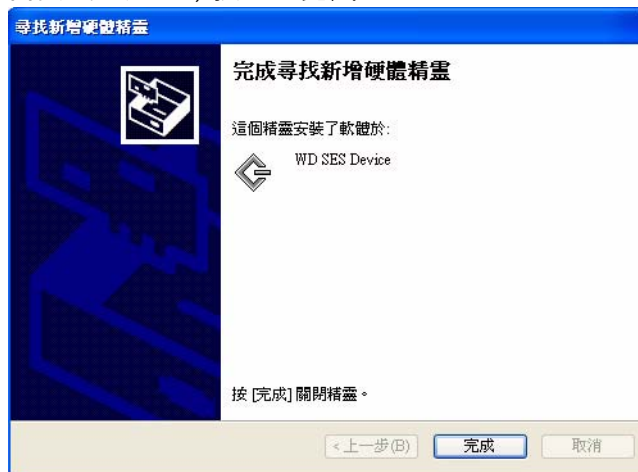 尋找新增硬體精靈
完成尋找新增硬體精靈
這個精靈安裝了軟體於:
WD SES Device
按 [完成] 關閉精靈。
<上一步(B)
完成
取消